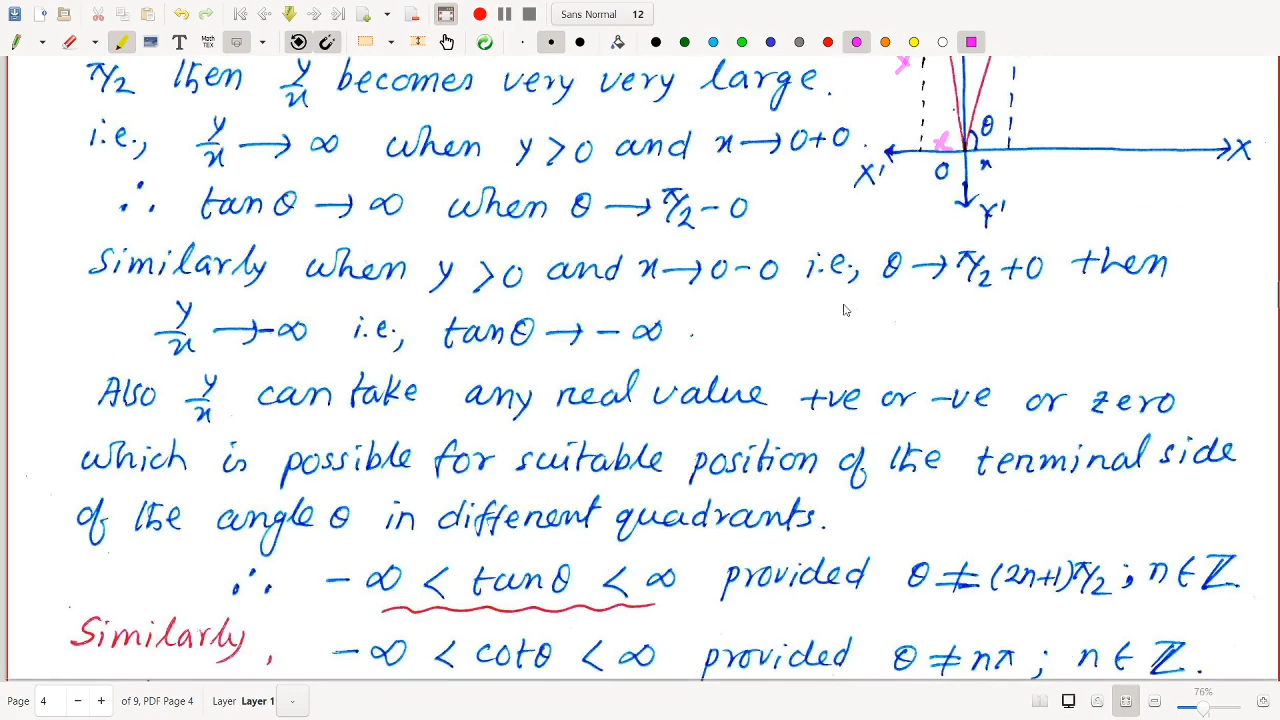 Sans Normal 12
T Math TEX
π/2 then y/x becomes very very large.
i.e., y/x → ∞ when y > 0 and x → 0+0.
∴ tanθ → ∞ when θ → π/2 - 0
Similarly when y > 0 and x → 0-0 i.e., θ → π/2 + 0 then
y/x → -∞ i.e., tanθ → -∞.
Also y/x can take any real value +ve or -ve or zero
which is possible for suitable position of the terminal side
of the angle θ in different quadrants.
∴ -∞ < tanθ < ∞ provided θ ≠ (2n+1)π/2 ; n ∈ ℤ.
Similarly, -∞ < cotθ < ∞ provided θ ≠ nπ ; n ∈ ℤ.
θ
X' O x X
Y'
Page 4 of 9, PDF Page 4 Layer Layer 1 76%